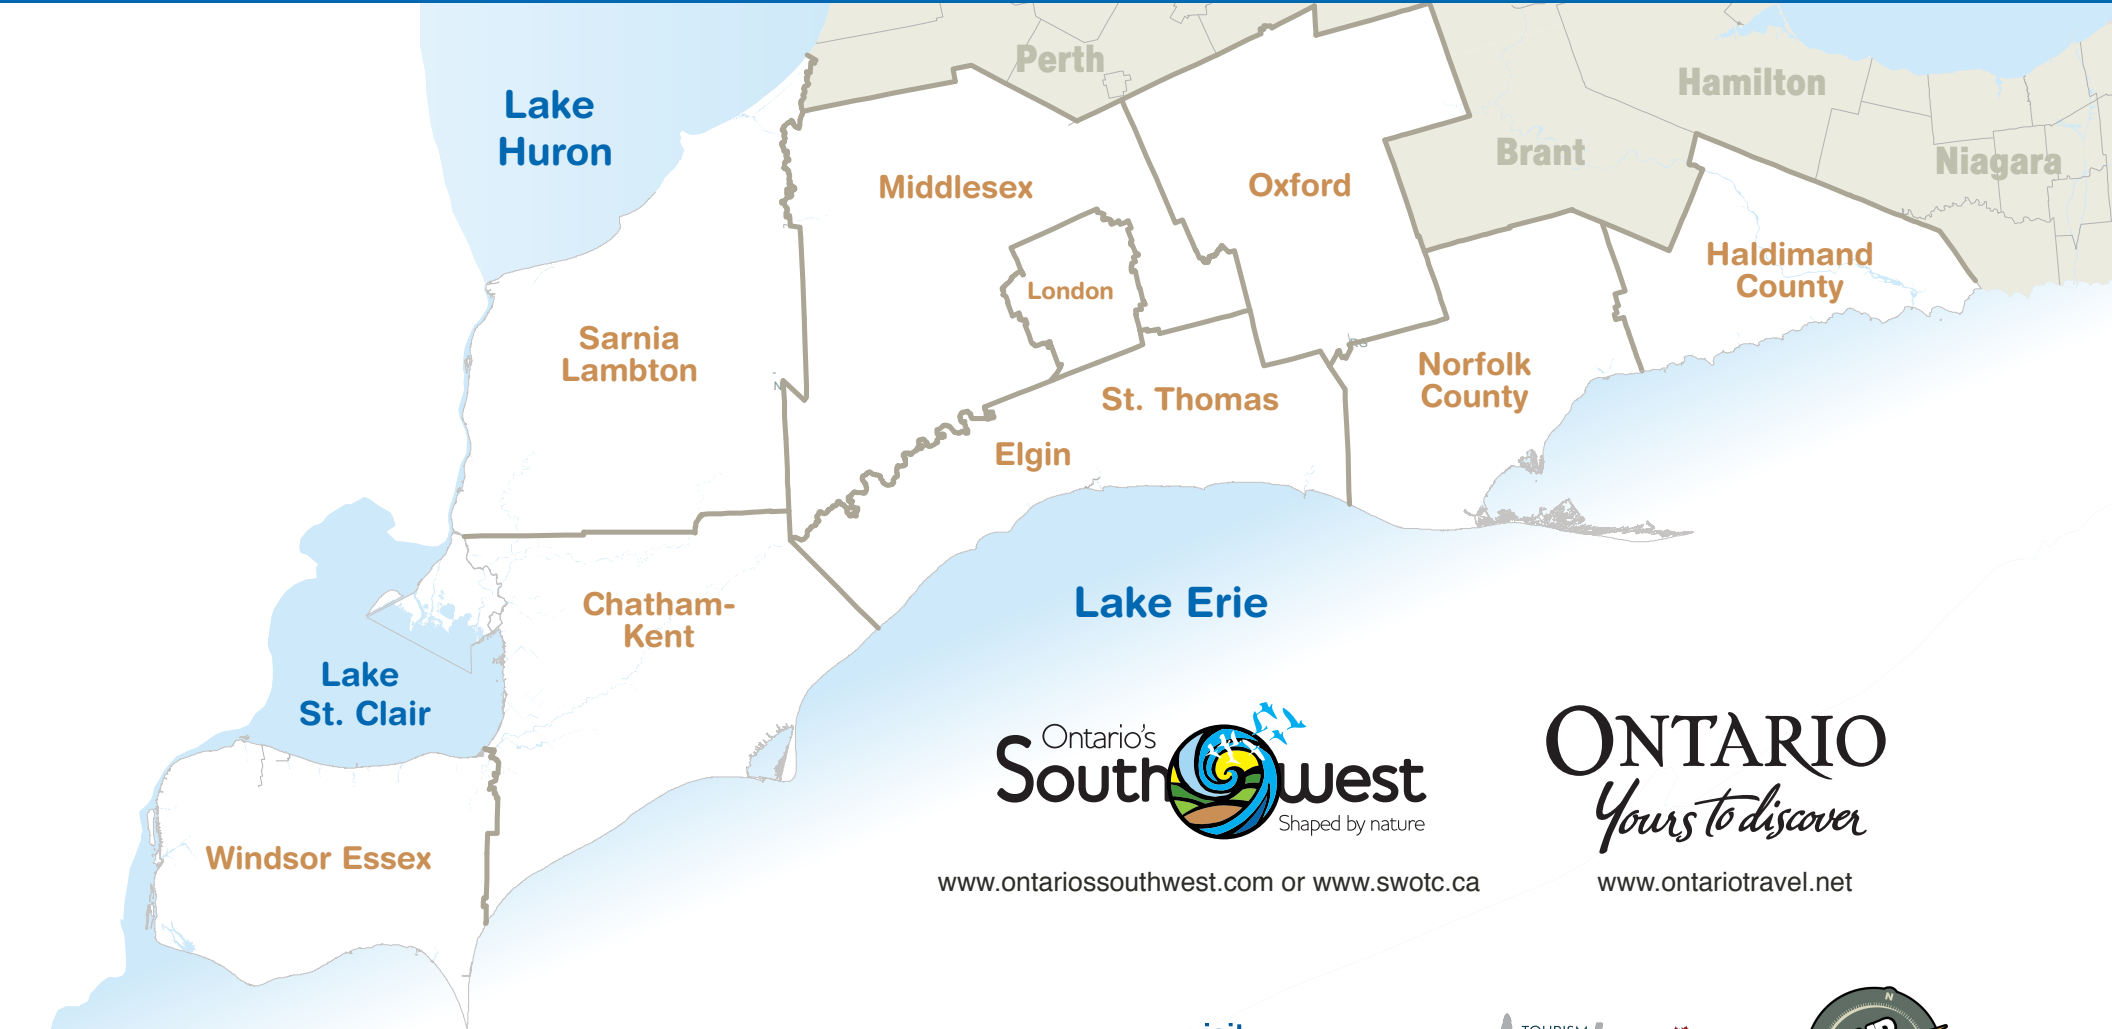 Perth
Hamilton
Lake
Huron
Brant
Niagara
Middlesex
Oxford
Haldimand
County
London
Sarnia
Lambton
Norfolk
County
St. Thomas
Elgin
Lake Erie
Chatham-
Kent
Lake
St. Clair
Windsor Essex
Ontario's
Southwest
Shaped by nature
www.ontariossouthwest.com or www.swotc.ca
ONTARIO
Yours to discover
www.ontariotravel.net
N
TOURISM